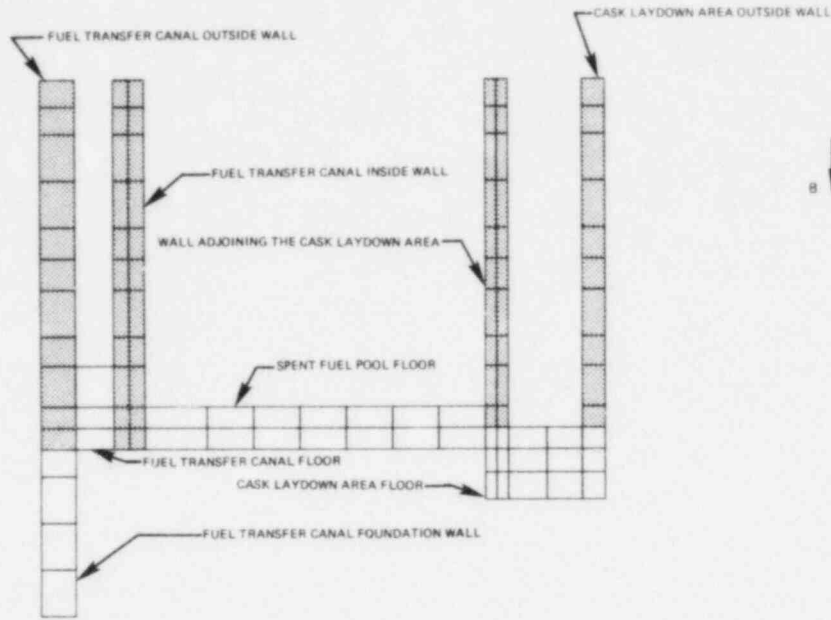 FUEL TRANSFER CANAL OUTSIDE WALL
CASK LAYDOWN AREA OUTSIDE WALL
FUEL TRANSFER CANAL INSIDE WALL
B
WALL ADJOINING THE CASK LAYDOWN AREA
SPENT FUEL POOL FLOOR
FUEL TRANSFER CANAL FLOOR
CASK LAYDOWN AREA FLOOR
FUEL TRANSFER CANAL FOUNDATION WALL